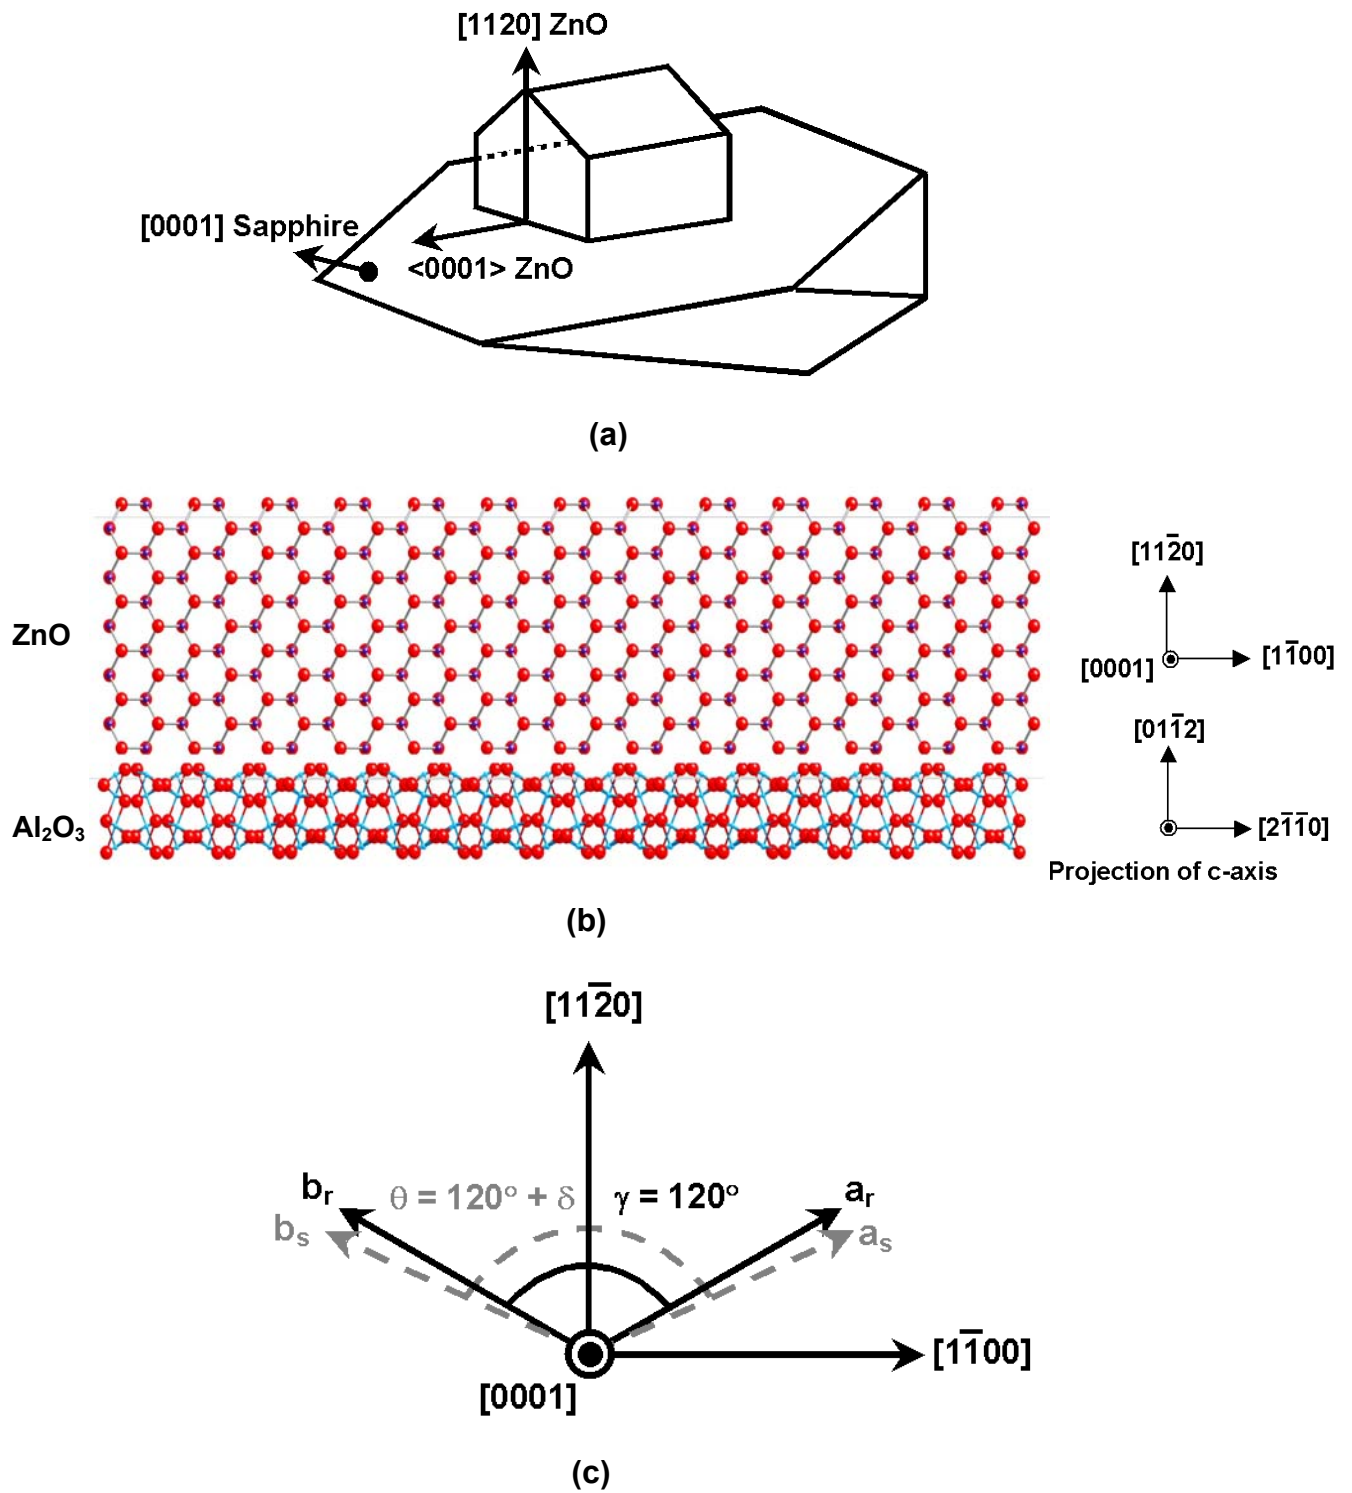 [1120] ZnO
[0001] Sapphire
<0001> ZnO
(a)
ZnO
[112̅0]
[0001]
[11̅00]
[011̅2]
Al₂O₃
[21̅1̅0]
Projection of c-axis
(b)
[112̅0]
bᵣ
θ = 120° + δ
γ = 120°
aᵣ
bₛ
aₛ
[11̅00]
[0001]
(c)